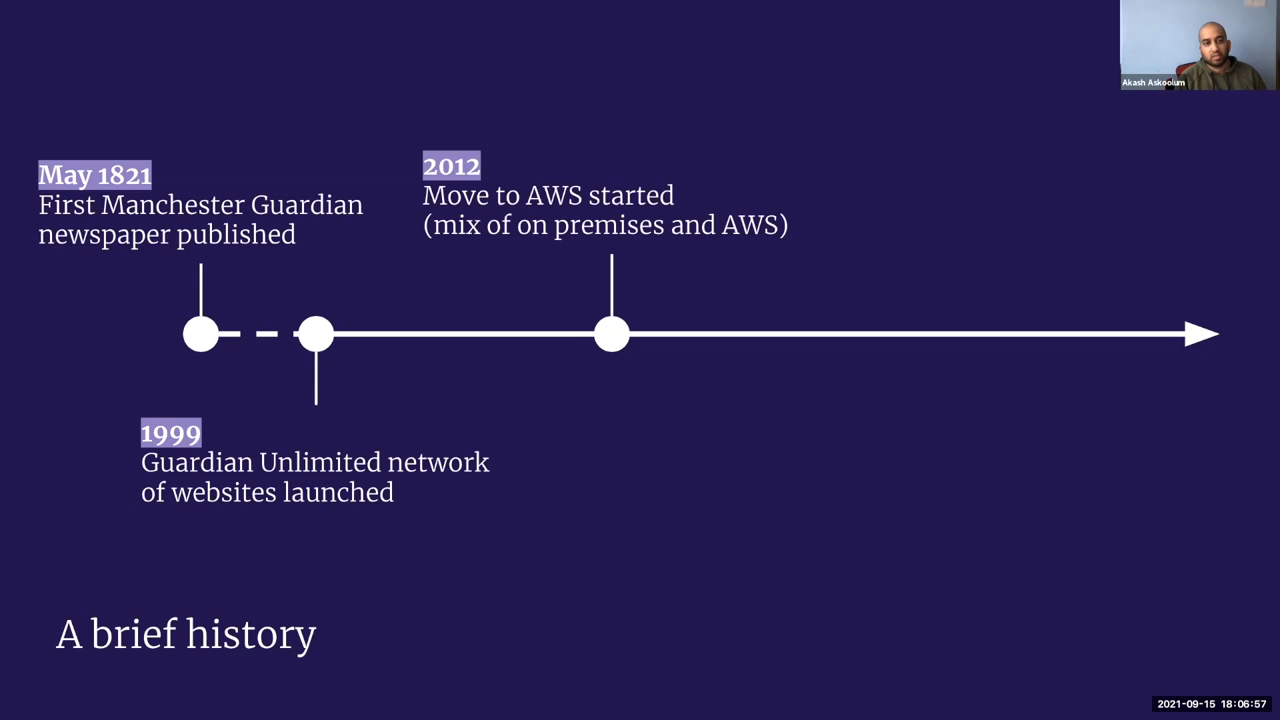 Akash Askoolum
May 1821
First Manchester Guardian
newspaper published
2012
Move to AWS started
(mix of on premises and AWS)
1999
Guardian Unlimited network
of websites launched
A brief history
2021-09-15 18:06:57